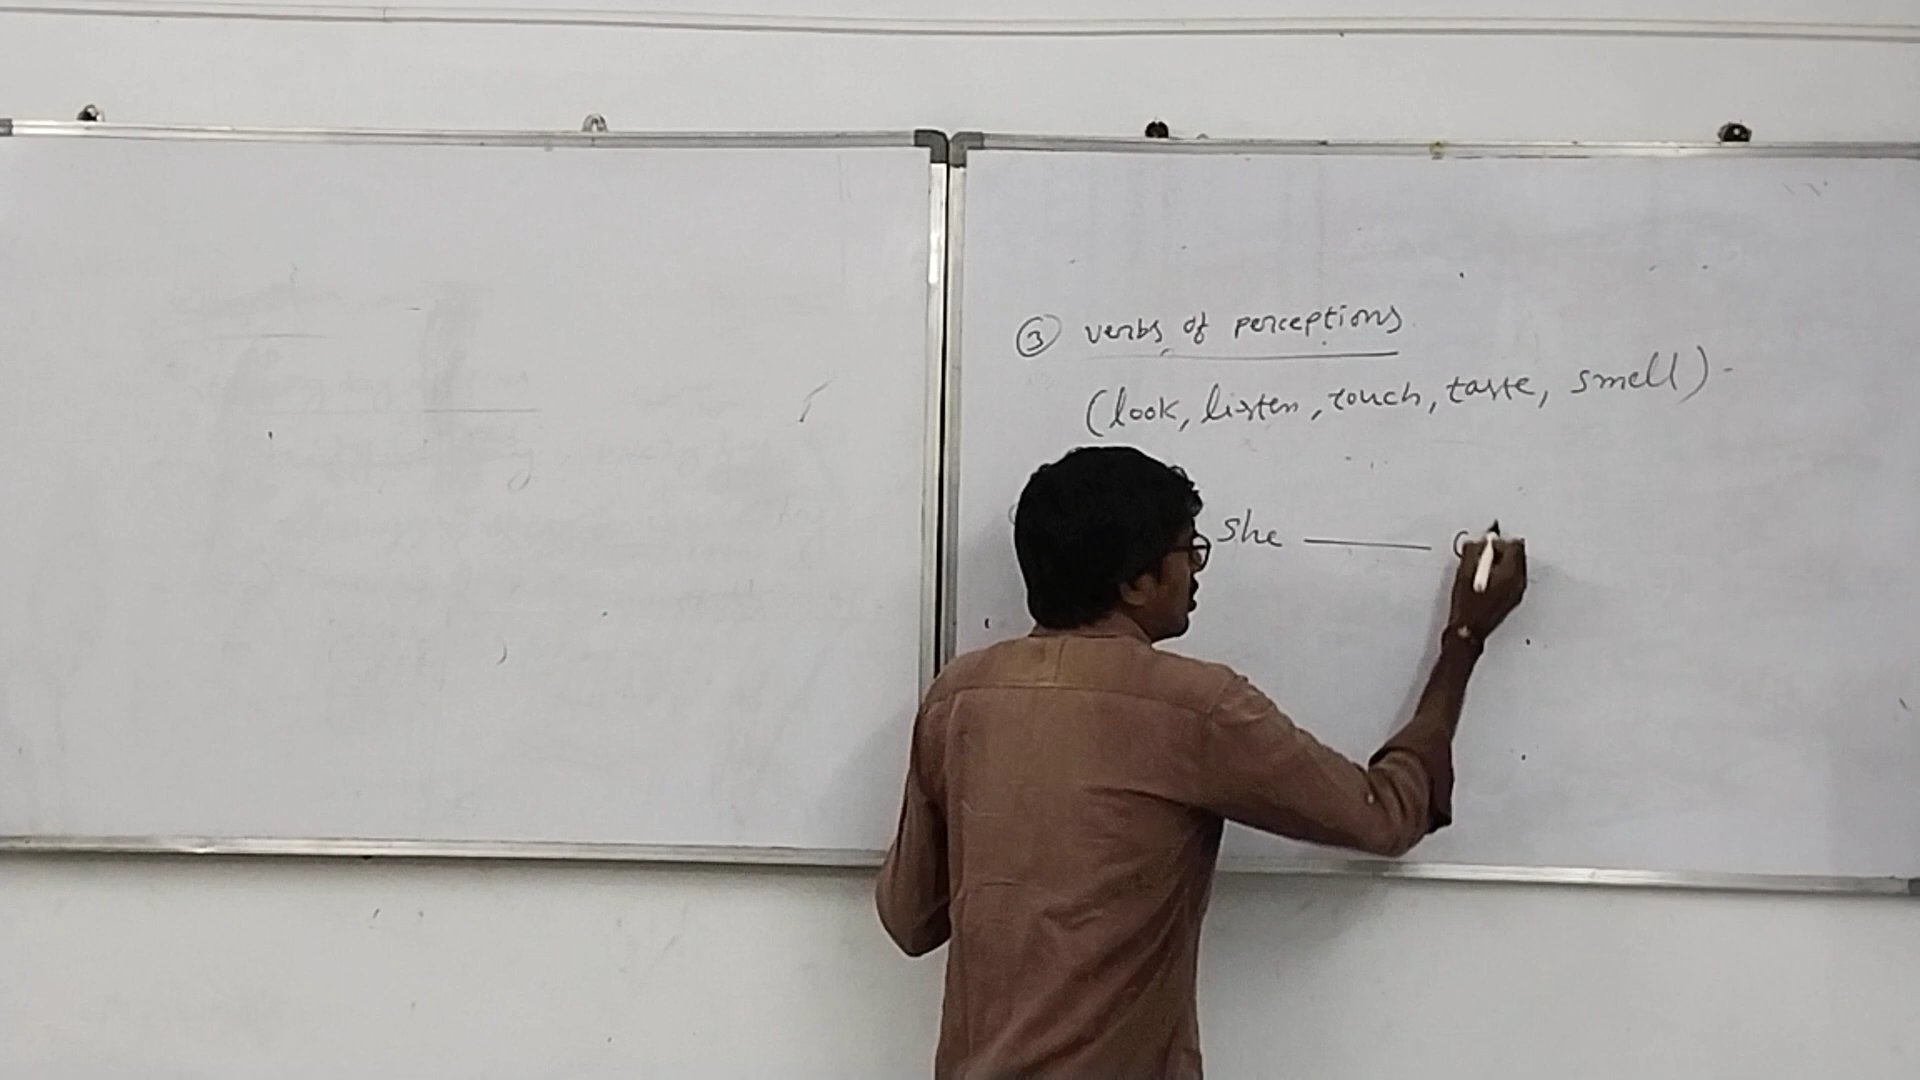 ③ verbs of perceptions
(look, listen, touch, taste, smell).
she ______